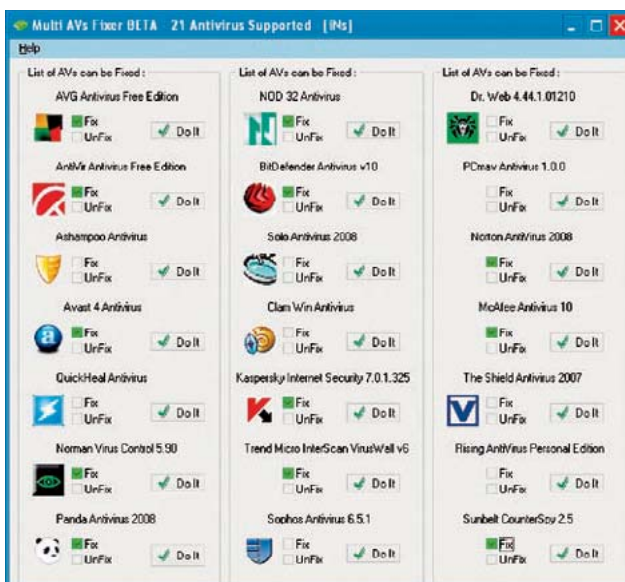 Multi AVs Fixer BETA - 21 Antivirus Supported - [iNs]
Help
List of AVs can be Fixed :
AVG Antivirus Free Edition
Fix
UnFix
Do It
AntiVir Antivirus Free Edition
Fix
UnFix
Do It
Ashampoo Antivirus
Fix
UnFix
Do It
Avast 4 Antivirus
Fix
UnFix
Do It
QuickHeal Antivirus
Fix
UnFix
Do It
Norman Virus Control 5.90
Fix
UnFix
Do It
Panda Antivirus 2008
Fix
UnFix
Do It
List of AVs can be Fixed :
NOD 32 Antivirus
Fix
UnFix
Do It
BitDefender Antivirus v10
Fix
UnFix
Do It
Solo Antivirus 2008
Fix
UnFix
Do It
Clam Win Antivirus
Fix
UnFix
Do It
Kaspersky Internet Security 7.0.1.325
Fix
UnFix
Do It
Trend Micro InterScan VirusWall v6
Fix
UnFix
Do It
Sophos Antivirus 6.5.1
Fix
UnFix
Do It
List of AVs can be Fixed :
Dr. Web 4.44.1.01210
Fix
UnFix
Do It
PCmav Antivirus 1.0.0
Fix
UnFix
Do It
Norton AntiVirus 2008
Fix
UnFix
Do It
McAfee Antivirus 10
Fix
UnFix
Do It
The Shield Antivirus 2007
Fix
UnFix
Do It
Rising AntiVirus Personal Edition
Fix
UnFix
Do It
Sunbelt CounterSpy 2.5
Fix
UnFix
Do It